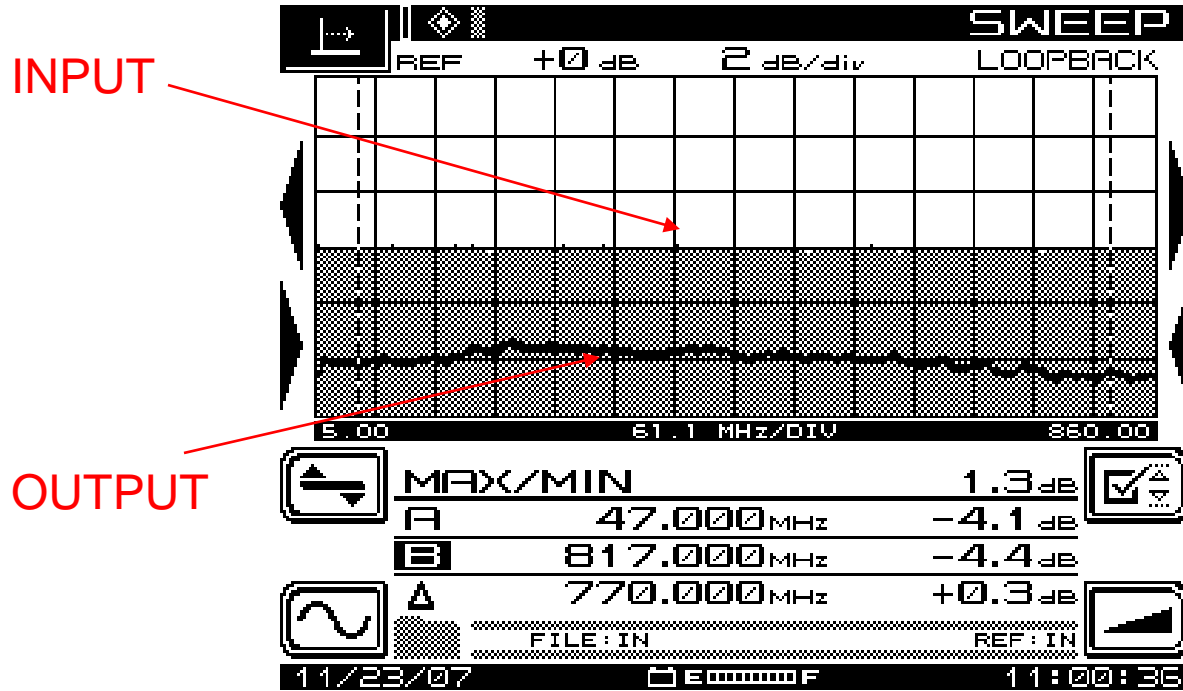 SWEEP
REF +0 dB 2 dB/div LOOPBACK
INPUT
5.00 61.1 MHz/DIV 860.00
OUTPUT
MAX/MIN 1.3 dB
A 47.000 MHz -4.1 dB
B 817.000 MHz -4.4 dB
Δ 770.000 MHz +0.3 dB
FILE:IN REF:IN
11/23/07 E F 11:00:36